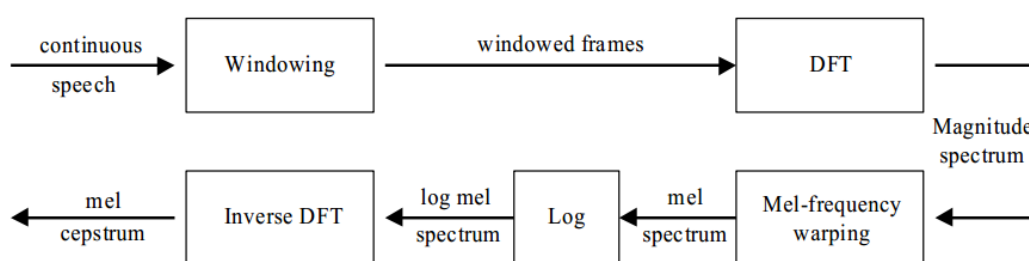 continuous
speech
Windowing
windowed frames
DFT
Magnitude
spectrum
Mel-frequency
warping
mel
spectrum
Log
log mel
spectrum
Inverse DFT
mel
cepstrum